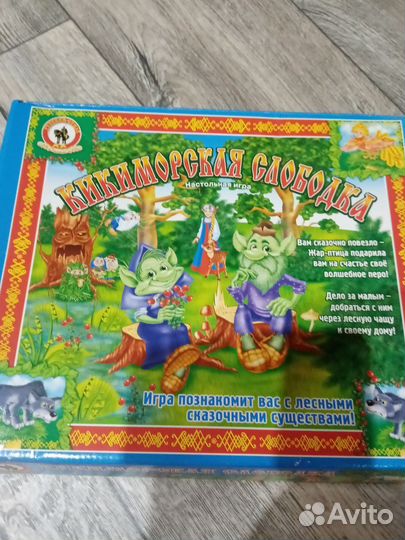 КИКИМОРСКАЯ СЛОБОДКА
Настольная игра
Вам сказочно повезло –
Жар-птица подарила
вам на счастье своё
волшебное перо!
Дело за малым –
добраться с ним
через лесную чащу
к своему дому!
Игра познакомит вас с лесными
сказочными существами!
Avito